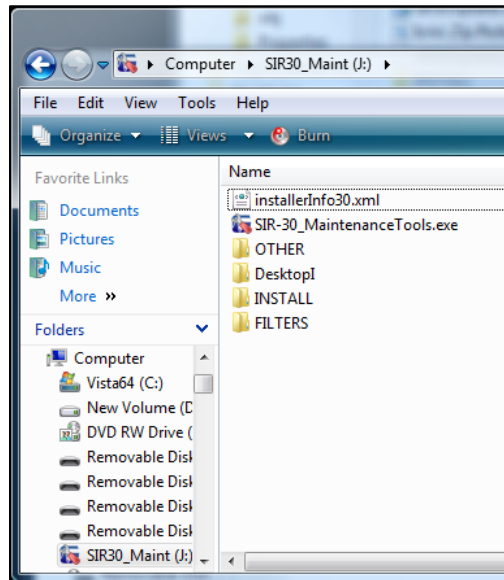 Computer ▸ SIR30_Maint (J:) ▸
File Edit View Tools Help
Organize Views Burn
Favorite Links
Documents
Pictures
Music
More »
Folders
Computer
Vista64 (C:)
New Volume (D
DVD RW Drive (
Removable Disk
Removable Disk
Removable Disk
Removable Disk
SIR30_Maint (J:)
Name
installerInfo30.xml
SIR-30_MaintenanceTools.exe
OTHER
DesktopI
INSTALL
FILTERS